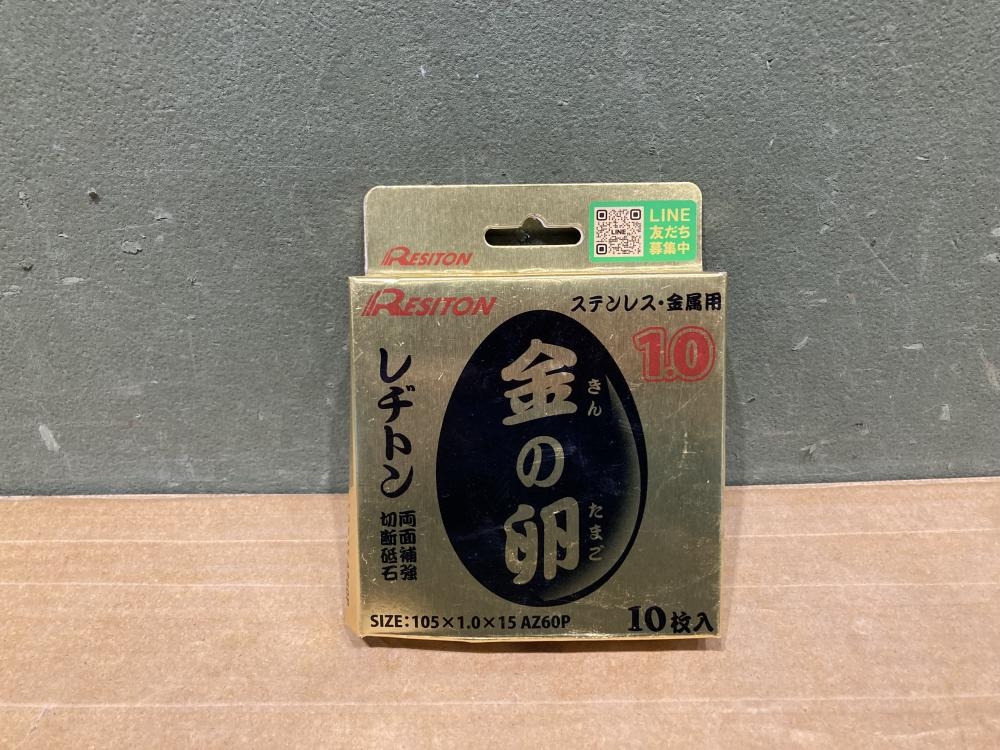 RESITON
LINE
友だち
募集中
LINE
RESITON
ステンレス・金属用
1.0
レヂトン
両面補強
切断砥石
金の卵
きん
たまご
SIZE:105×1.0×15 AZ60P
10枚入